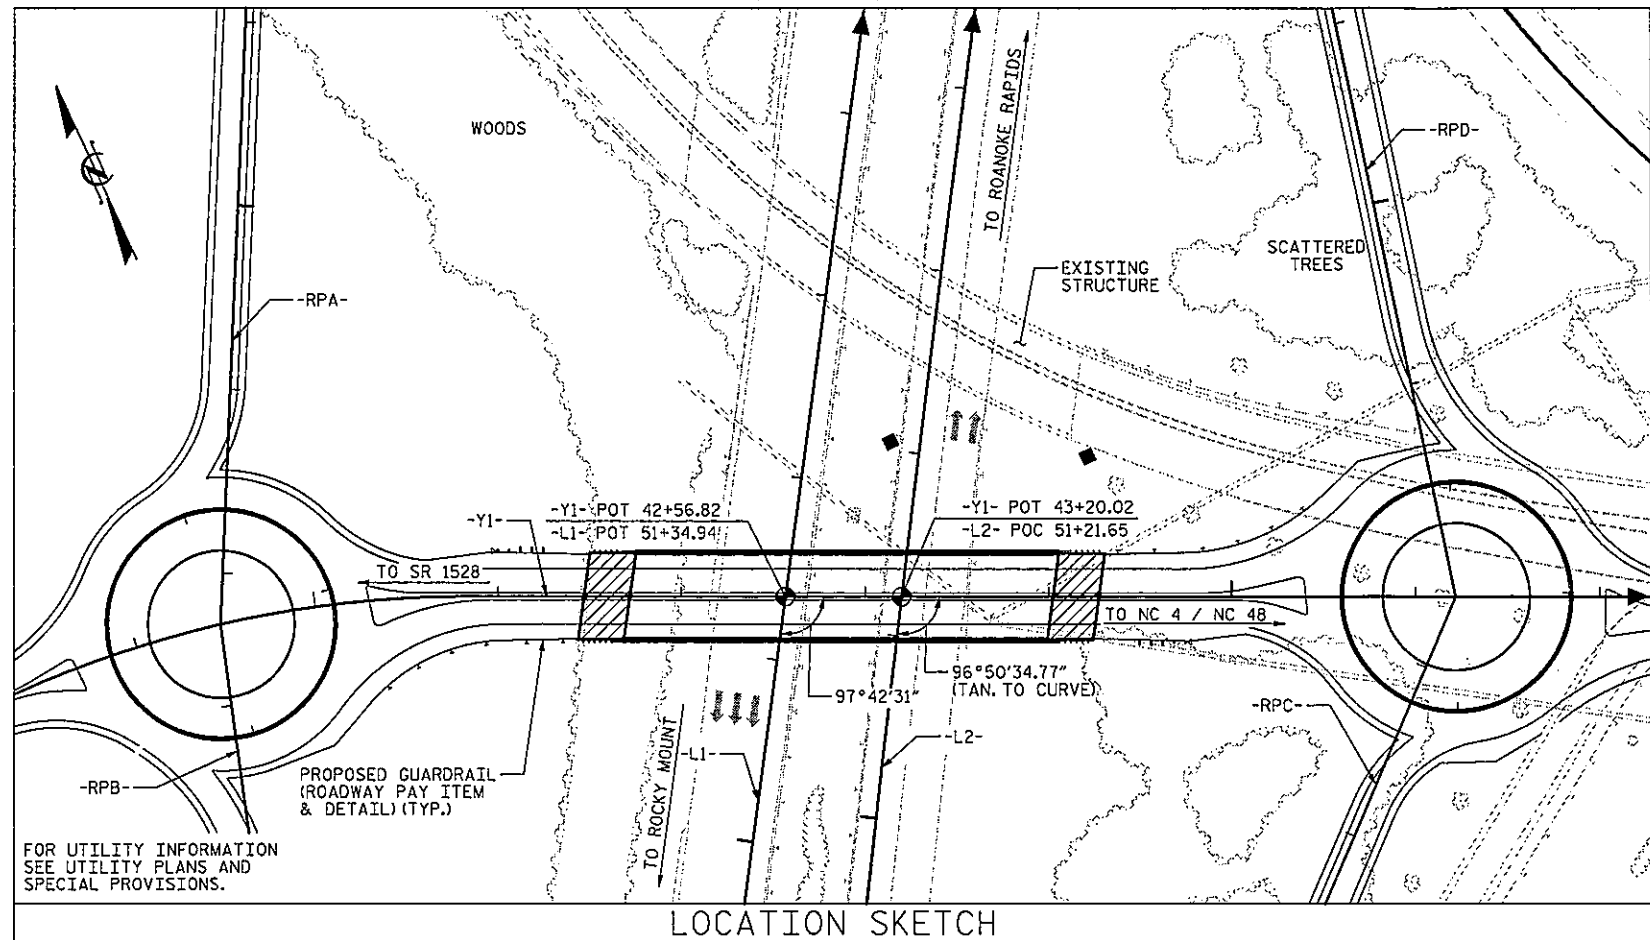 WOODS
TO ROANOKE RAPIDS
-RPD-
SCATTERED
TREES
EXISTING
STRUCTURE
-RPA-
N
-Y1-
-Y1- POT 42+56.82
-L1- POT 51+34.94
-Y1- POT 43+20.02
-L2- POC 51+21.65
TO SR 1528
TO NC 4 / NC 48
96°50'34.77"
(TAN. TO CURVE)
97°42'31"
-RPC-
TO ROCKY MOUNT
-L1-
-L2-
-RPB-
PROPOSED GUARDRAIL
(ROADWAY PAY ITEM
& DETAIL) (TYP.)
FOR UTILITY INFORMATION
SEE UTILITY PLANS AND
SPECIAL PROVISIONS.
LOCATION SKETCH